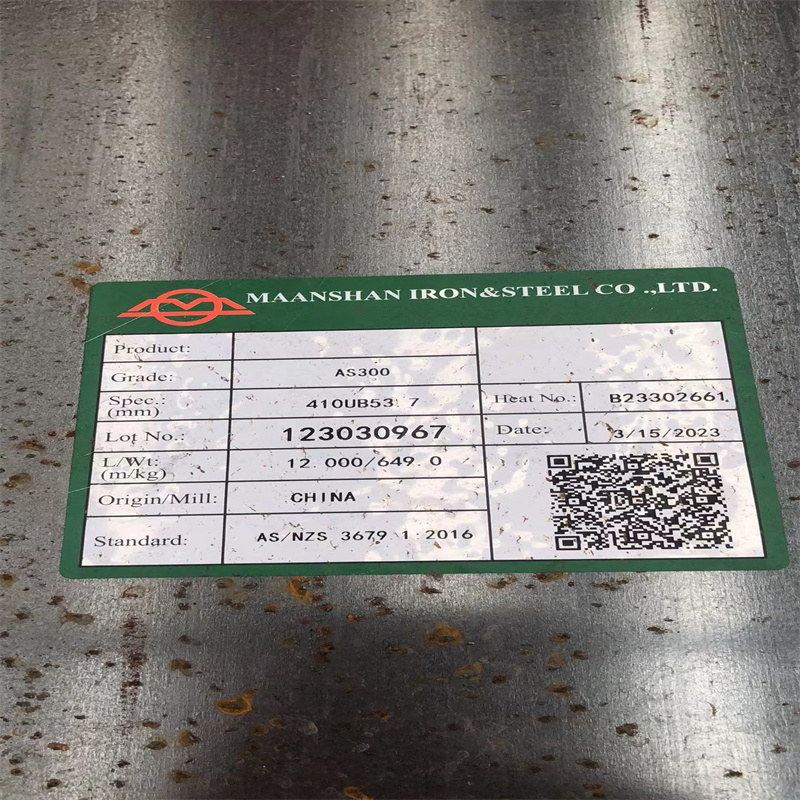 MAANSHAN IRON&STEEL CO .,LTD.
Product:
Grade: AS300
Spec.: (mm) 410UB53.7
Heat No.: B23302661
Lot No.: 123030967
Date: 3/15/2023
L/Wt: (m/kg) 12.000/649.0
Origin/Mill: CHINA
Standard: AS/NZS 3679.1-2016